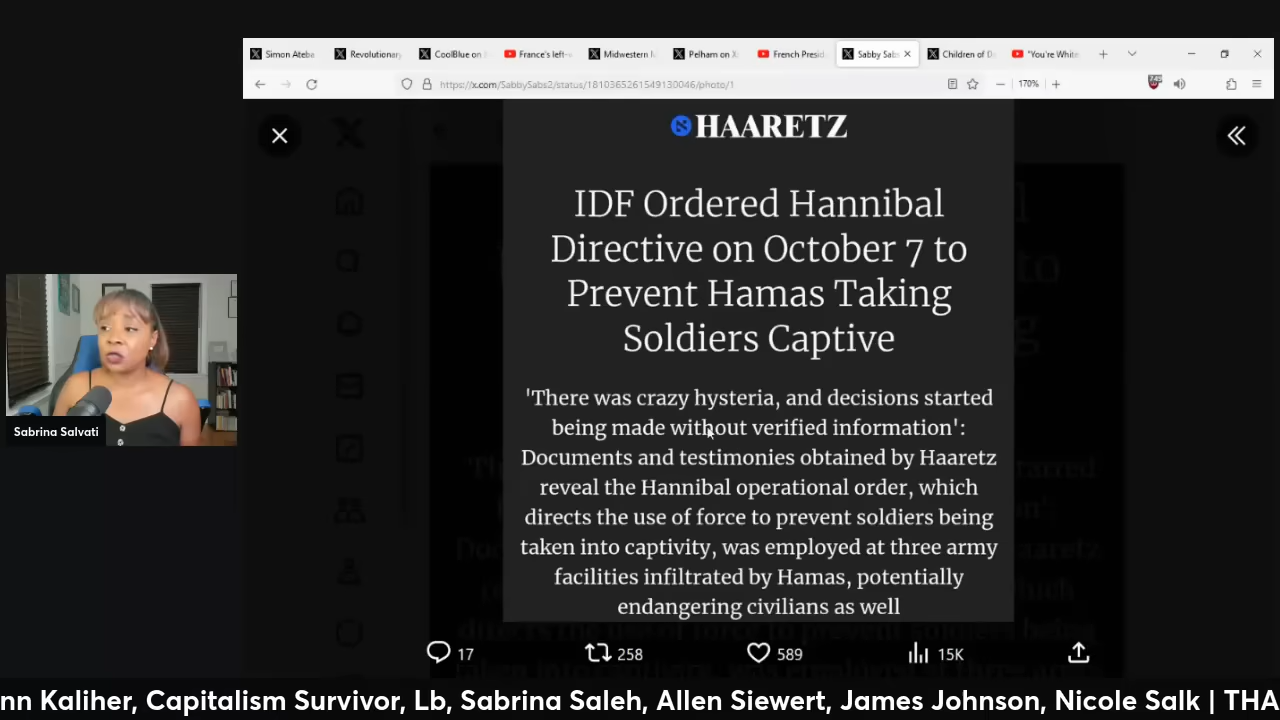 Simon Ateba
Revolutionary
CoolBlue on
France's left-
Midwestern
Pelham on X
French Presid
Sabby Sabs
Children of D
"You're White
https://x.com/SabbySabs2/status/1810365261549130046/photo/1
170%
HAARETZ
IDF Ordered Hannibal
Directive on October 7 to
Prevent Hamas Taking
Soldiers Captive
'There was crazy hysteria, and decisions started
being made without verified information':
Documents and testimonies obtained by Haaretz
reveal the Hannibal operational order, which
directs the use of force to prevent soldiers being
taken into captivity, was employed at three army
facilities infiltrated by Hamas, potentially
endangering civilians as well
17
258
589
15K
Sabrina Salvati
nn Kaliher, Capitalism Survivor, Lb, Sabrina Saleh, Allen Siewert, James Johnson, Nicole Salk | THA